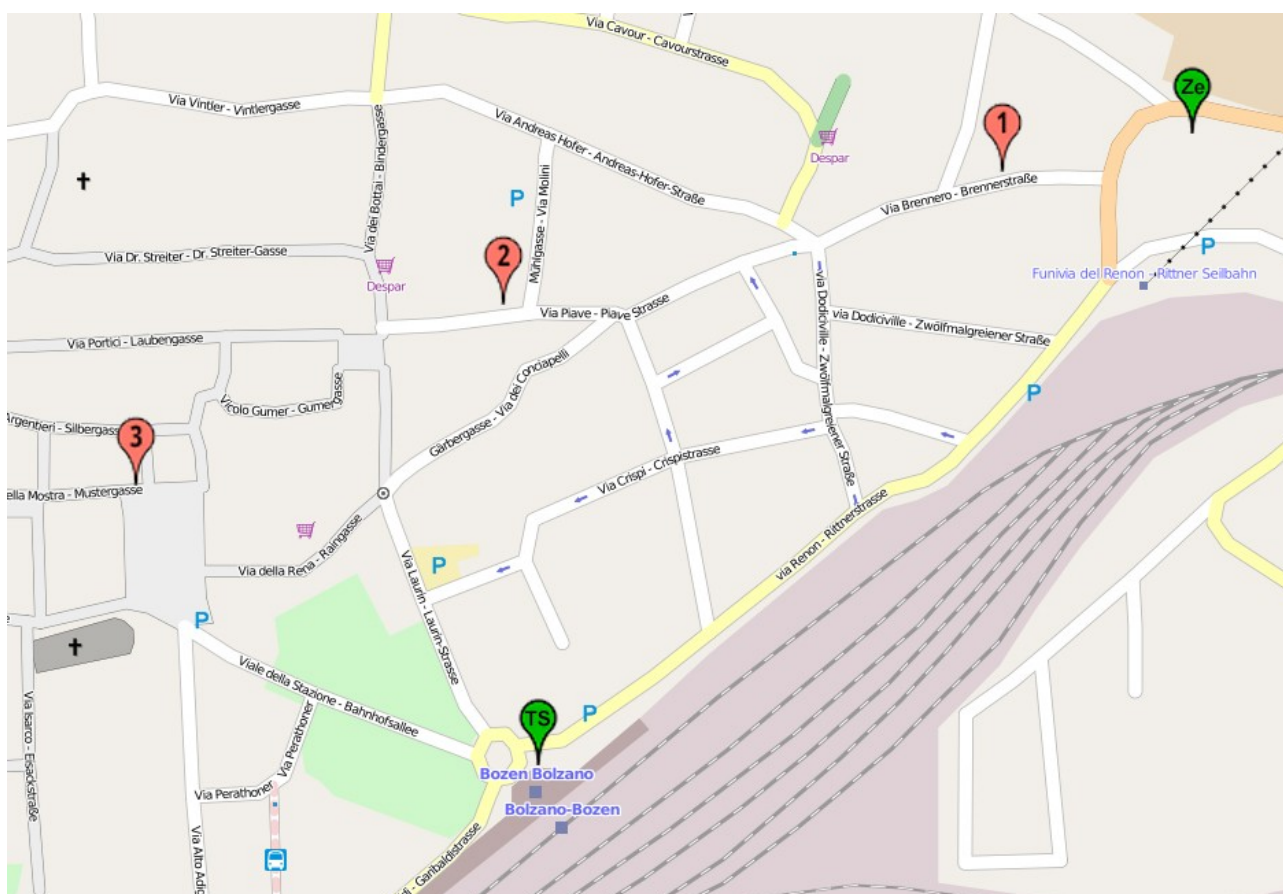 Via Cavour - Cavourstrasse
Ze
Via Vintler - Vintlergasse
Via dei Bottai - Bindergasse
Via Andreas Hofer - Andreas-Hofer-Straße
Despar
1
Via Brennero - Brennerstraße
P
Mühlgasse - Via Molini
Via Dr. Streiter - Dr. Streiter-Gasse
Despar
2
P
Funivia del Renon - Rittner Seilbahn
Via Piave - Piave Strasse
via Dodiciville - Zwölfmalgreiener Straße
via Dodiciville - Zwölfmalgreiener Straße
Via Portici - Laubengasse
Vicolo Gumer - Gumergasse
Gärbergasse - Via dei Conciapelli
P
Argentieri - Silbergasse
3
ella Mostra - Mustergasse
Via Crispi - Crispistrasse
Via della Rena - Raingasse
P
Via Laurin - Laurin-Strasse
via Renon - Rittnerstrasse
P
Viale della Stazione - Bahnhofsallee
Via Isarco - Eisackstraße
Via Perathoner
Via Perathoner
P
TS
Bozen Bolzano
Bolzano-Bozen
Via Alto Adig
di - Garibaldistrasse